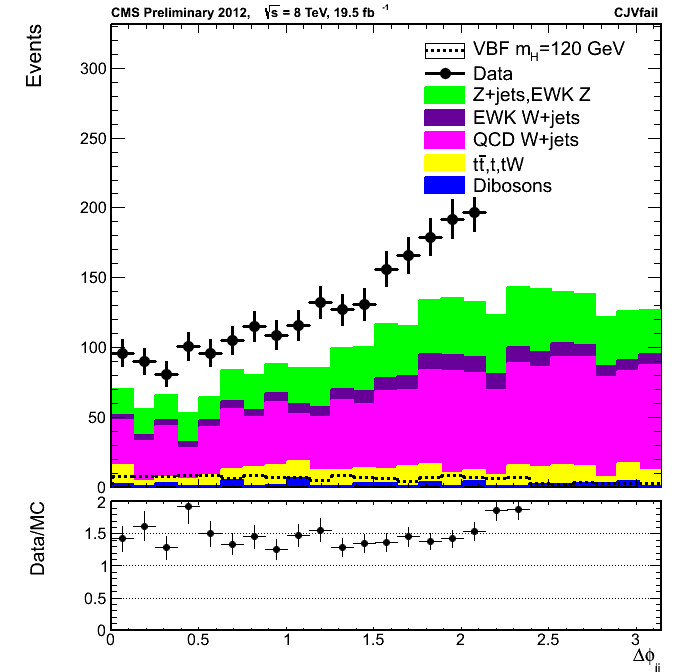 CMS Preliminary 2012, √s = 8 TeV, 19.5 fb⁻¹ CJVfail
Events
VBF m_H=120 GeV
Data
Z+jets,EWK Z
EWK W+jets
QCD W+jets
tt̄,t,tW
Dibosons
300
250
200
150
100
50
0
Data/MC
2
1.5
1
0.5
0
0 0.5 1 1.5 2 2.5 3
Δϕ_jj